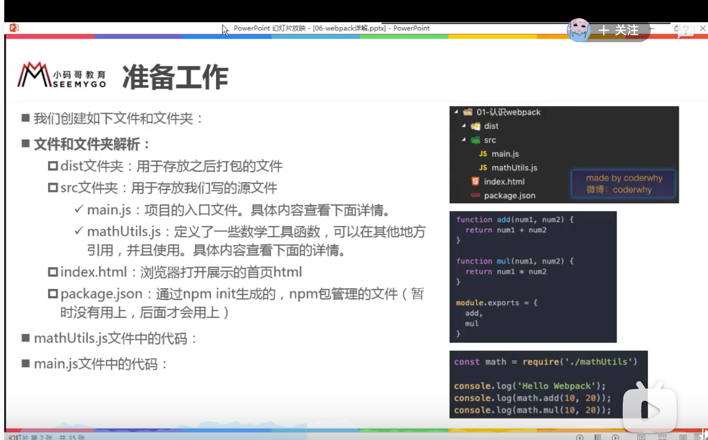 PowerPoint 幻灯片放映 - [06-webpack详解.pptx] - PowerPoint
+ 关注
小码哥教育
SEEMYGO
准备工作
我们创建如下文件和文件夹：
文件和文件夹解析：
dist文件夹：用于存放之后打包的文件
src文件夹：用于存放我们写的源文件
main.js：项目的入口文件。具体内容查看下面详情。
mathUtils.js：定义了一些数学工具函数，可以在其他地方
引用，并且使用。具体内容查看下面的详情。
index.html：浏览器打开展示的首页html
package.json：通过npm init生成的，npm包管理的文件（暂
时没有用上，后面才会用上）
mathUtils.js文件中的代码：
main.js文件中的代码：
01-认识webpack
dist
src
JS main.js
JS mathUtils.js
index.html
package.json
made by coderwhy
微博：coderwhy
function add(num1, num2) {
return num1 + num2
}
function mul(num1, num2) {
return num1 * num2
}
module.exports = {
add,
mul
}
const math = require('./mathUtils')
console.log('Hello Webpack');
console.log(math.add(10, 20));
console.log(math.mul(10, 20));
幻灯片 第 7 张，共 35 张